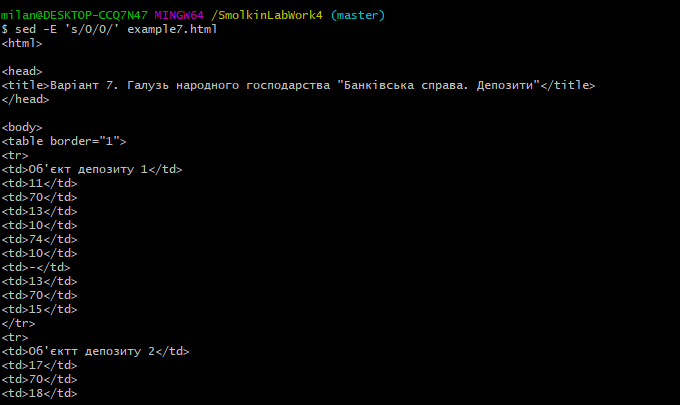 milan@DESKTOP-CCQ7N47 MINGW64 /SmolkinLabWork4 (master)
$ sed -E 's/О/O/' example7.html
<html>
<head>
<title>Варіант 7. Галузь народного господарства "Банківська справа. Депозити"</title>
</head>
<body>
<table border="1">
<tr>
<td>Об'єкт депозиту 1</td>
<td>11</td>
<td>70</td>
<td>13</td>
<td>10</td>
<td>74</td>
<td>10</td>
<td>-</td>
<td>13</td>
<td>70</td>
<td>15</td>
</tr>
<tr>
<td>Об'єктт депозиту 2</td>
<td>17</td>
<td>70</td>
<td>18</td>